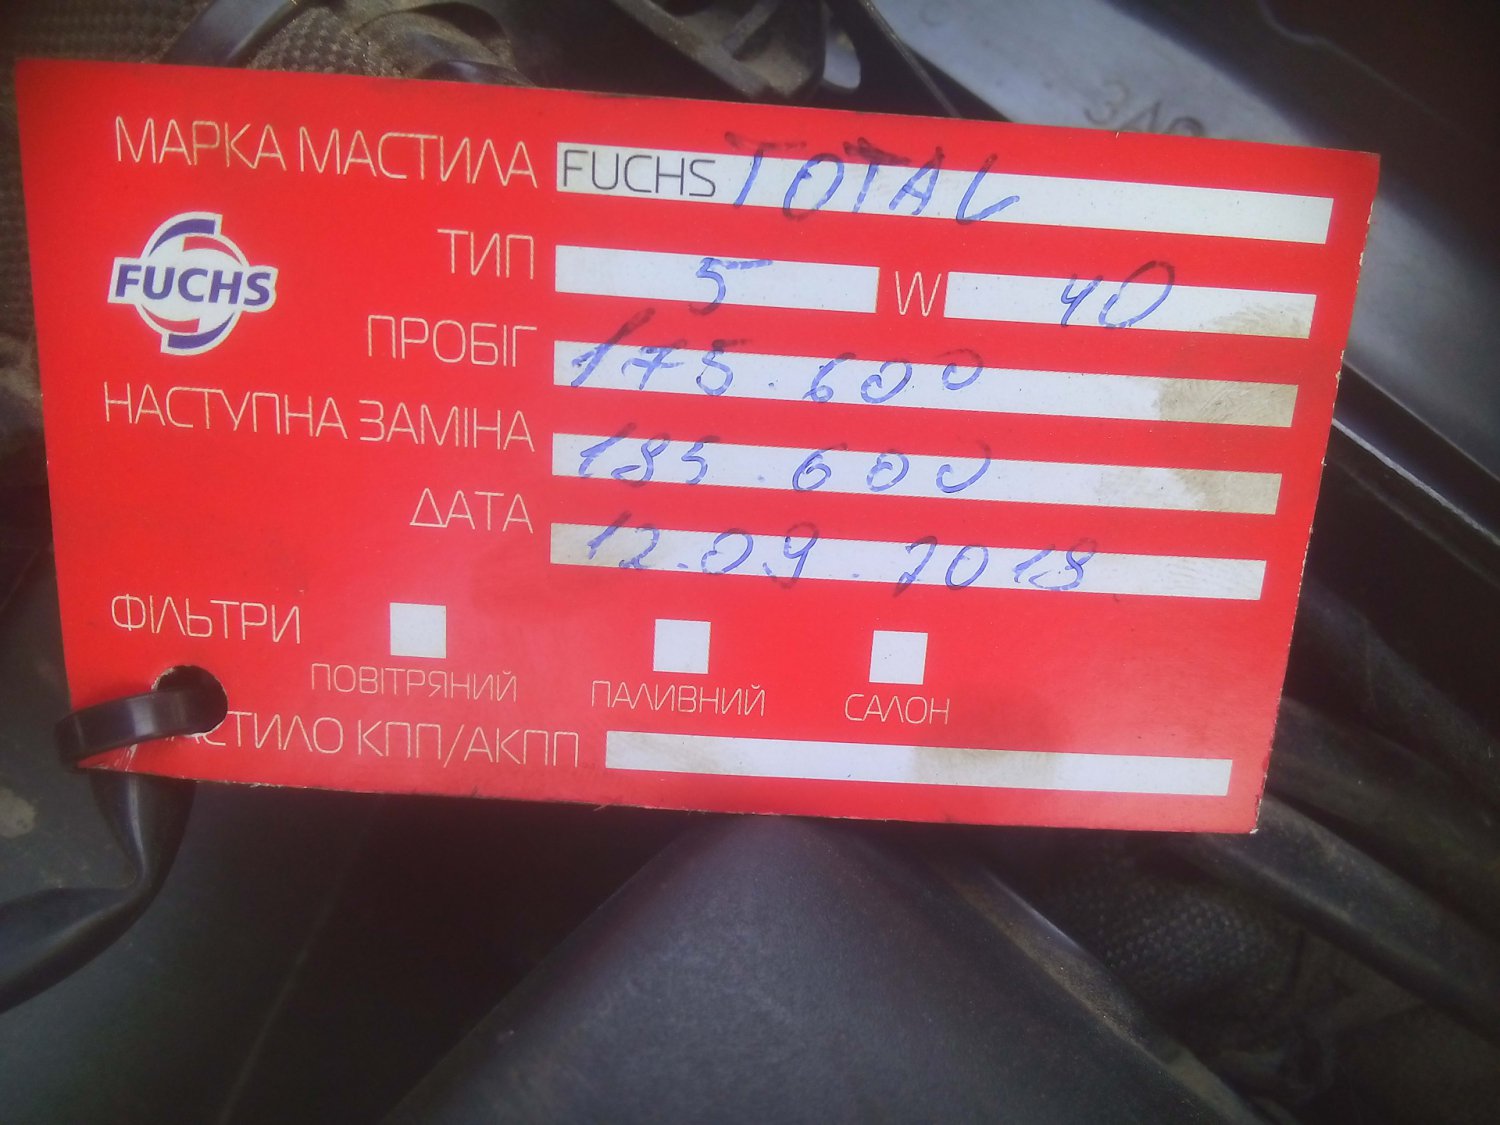 МАРКА МАСТИЛА FUCHS TOTAL
ТИП 5 W 40
FUCHS
ПРОБІГ 175.600
НАСТУПНА ЗАМІНА 185.600
ДАТА 12.09.2018
ФІЛЬТРИ
ПОВІТРЯНИЙ ПАЛИВНИЙ САЛОН
МАСТИЛО КПП/АКПП